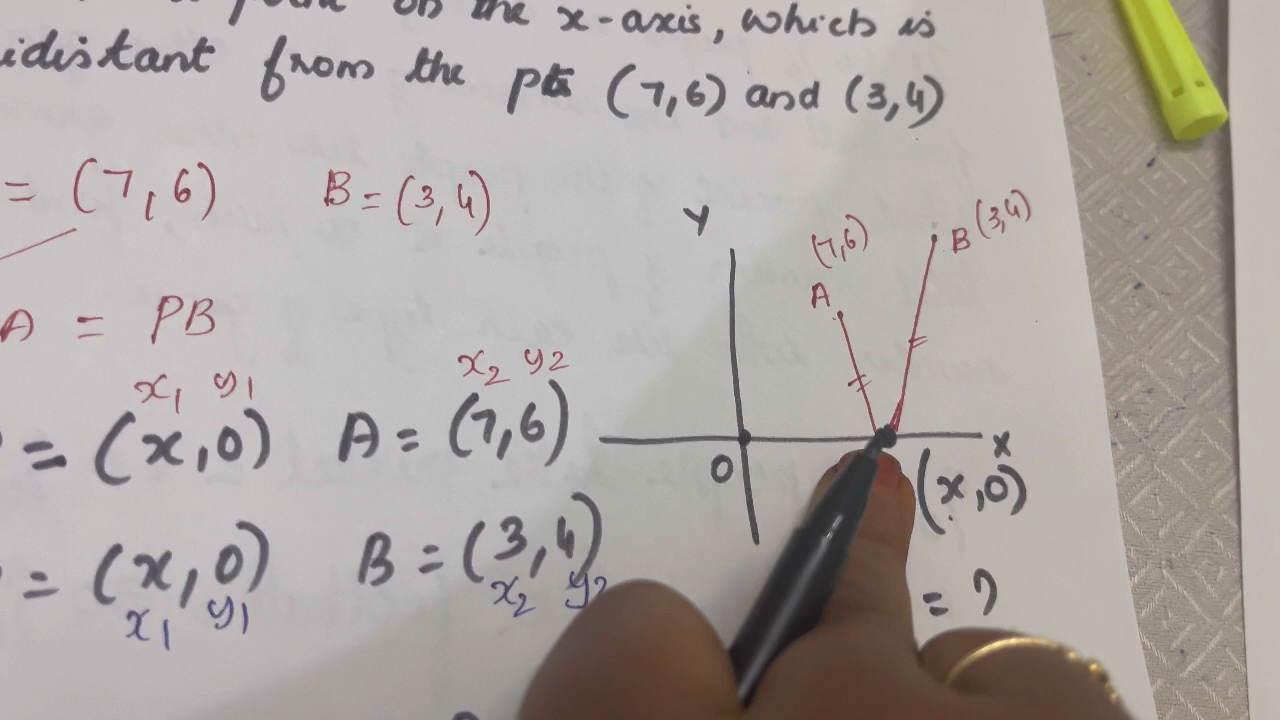 point on the x-axis, which is
idistant from the pts (7,6) and (3,4)
= (7,6) B = (3,4)
Y
(7,6)
B (3,4)
A
A = PB
x1 y1 x2 y2
= (x,0) A = (7,6)
X
O
(x,0)
= (x,0) B = (3,4)
x1 y1 x2 y2
= ?